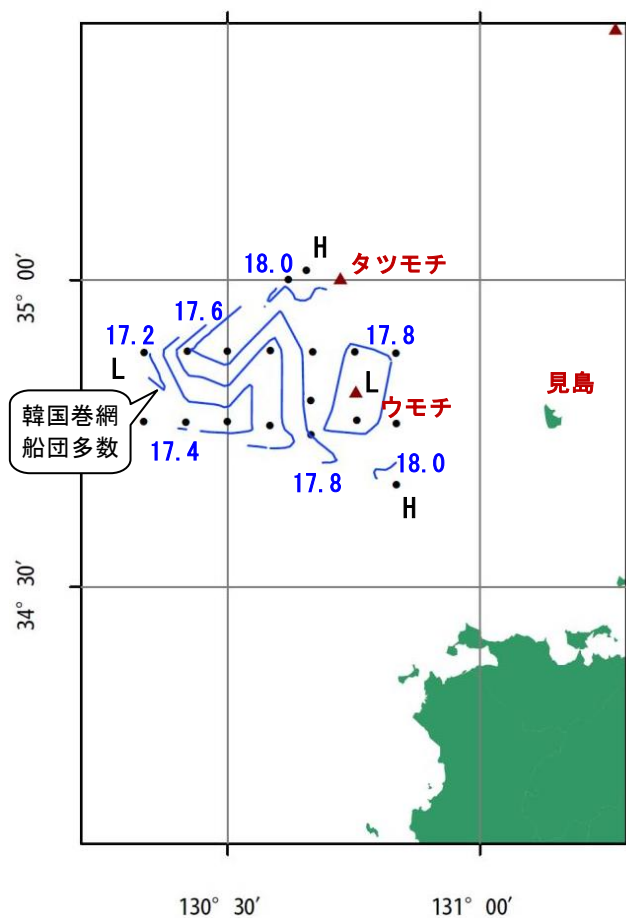 H
18.0
タツモチ
35° 00′
17.6
17.2
17.8
L
L
ウモチ
見島
韓国巻網
船団多数
17.4
17.8
18.0
H
34° 30′
130° 30′
131° 00′